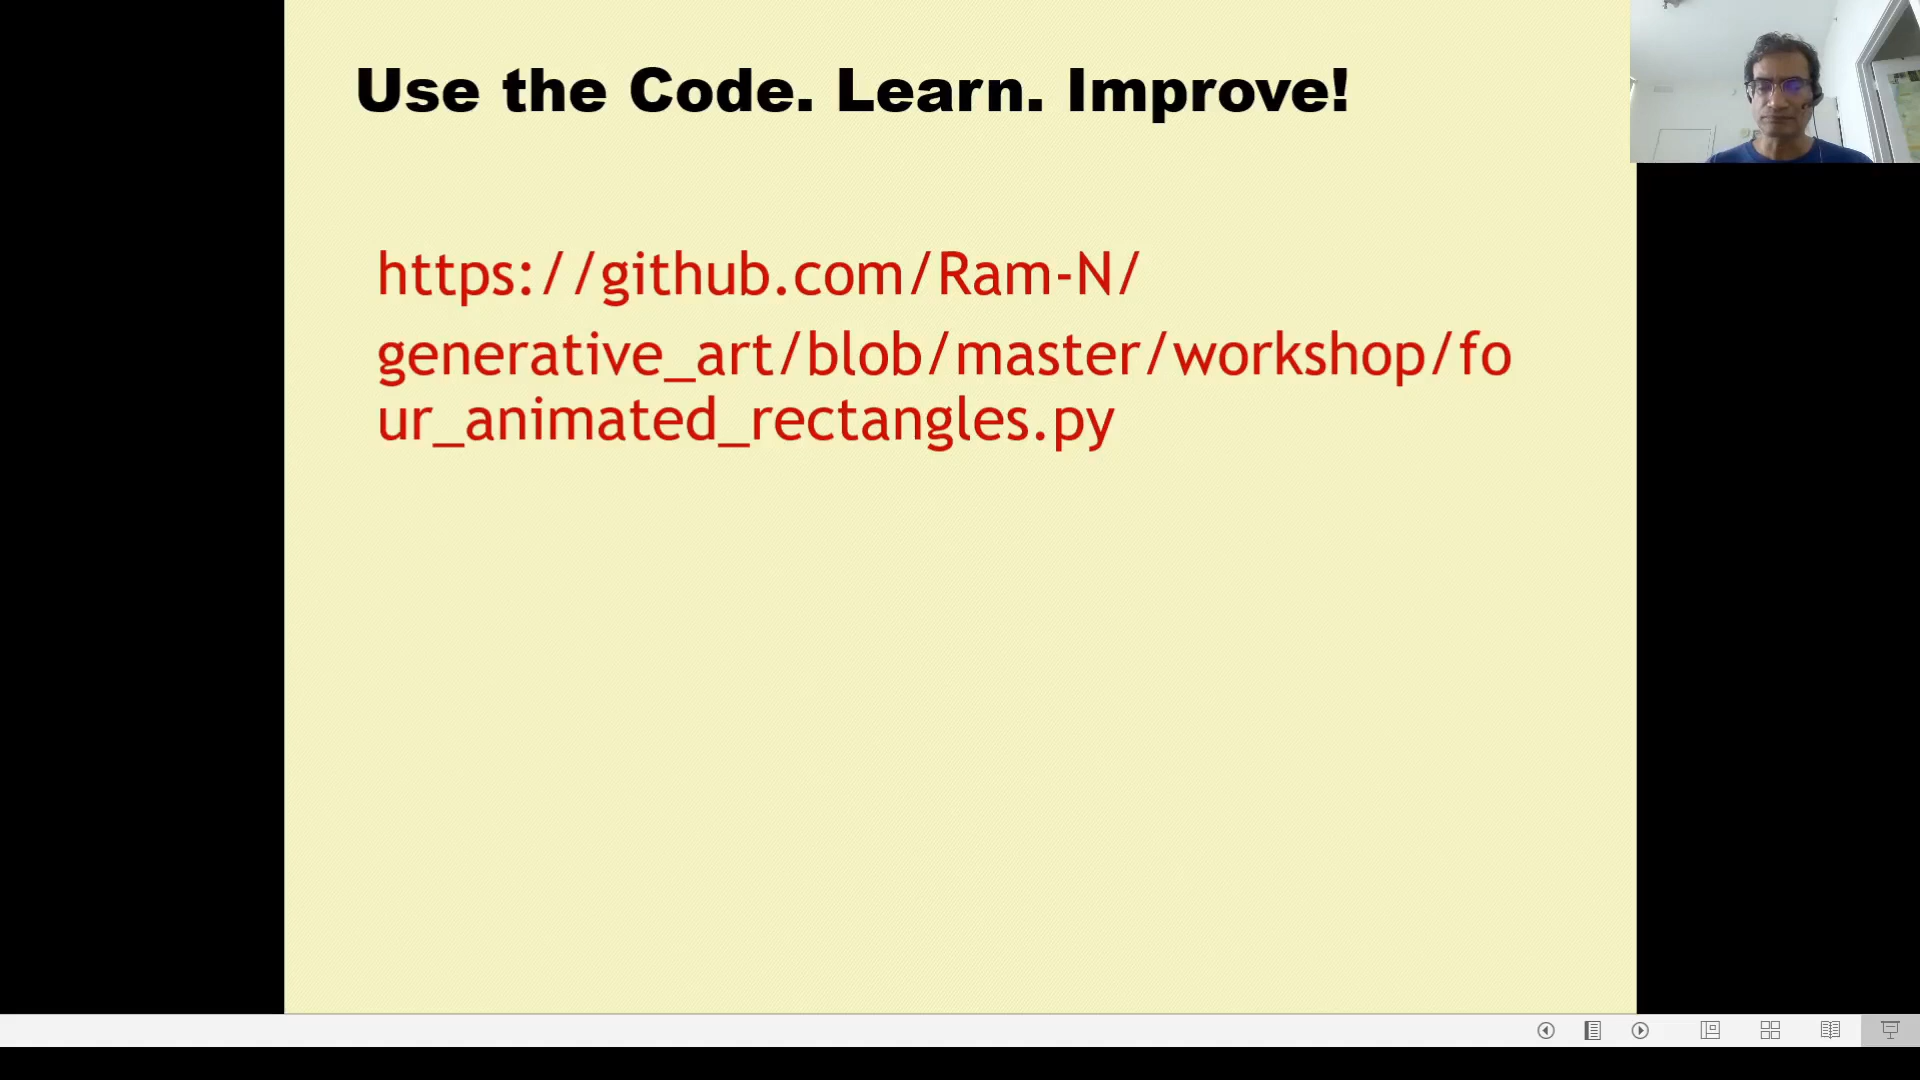 Use the Code. Learn. Improve!
https://github.com/Ram-N/
generative_art/blob/master/workshop/fo
ur_animated_rectangles.py